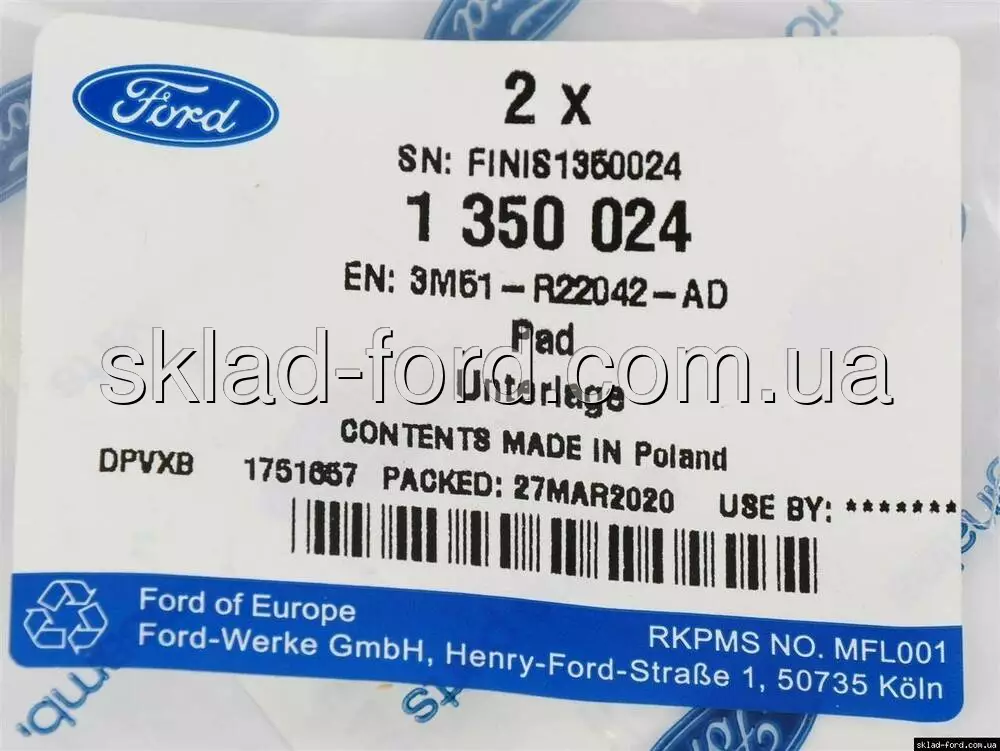 Ford
2 x
SN: FINIS1350024
1 350 024
EN: 3M51-R22042-AD
Pad
sklad-ford.com.ua
Unterlage
CONTENTS MADE IN Poland
DPVXB 1751657 PACKED: 27MAR2020 USE BY: *******
Ford of Europe
Ford-Werke GmbH, Henry-Ford-Straße 1, 50735 Köln
RKPMS NO. MFL001
sklad-ford.com.ua